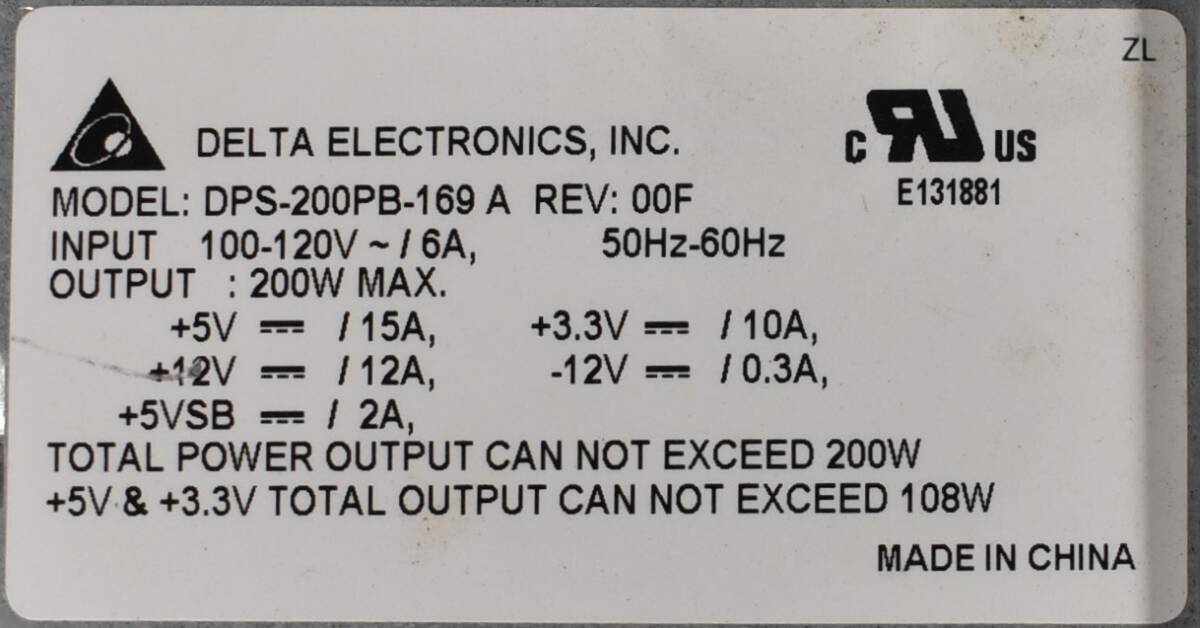 ZL
DELTA ELECTRONICS, INC.
C RU US
MODEL: DPS-200PB-169 A REV: 00F
E131881
INPUT 100-120V ~ / 6A, 50Hz-60Hz
OUTPUT : 200W MAX.
+5V ⎓ / 15A, +3.3V ⎓ / 10A,
+12V ⎓ / 12A, -12V ⎓ / 0.3A,
+5VSB ⎓ / 2A,
TOTAL POWER OUTPUT CAN NOT EXCEED 200W
+5V & +3.3V TOTAL OUTPUT CAN NOT EXCEED 108W
MADE IN CHINA